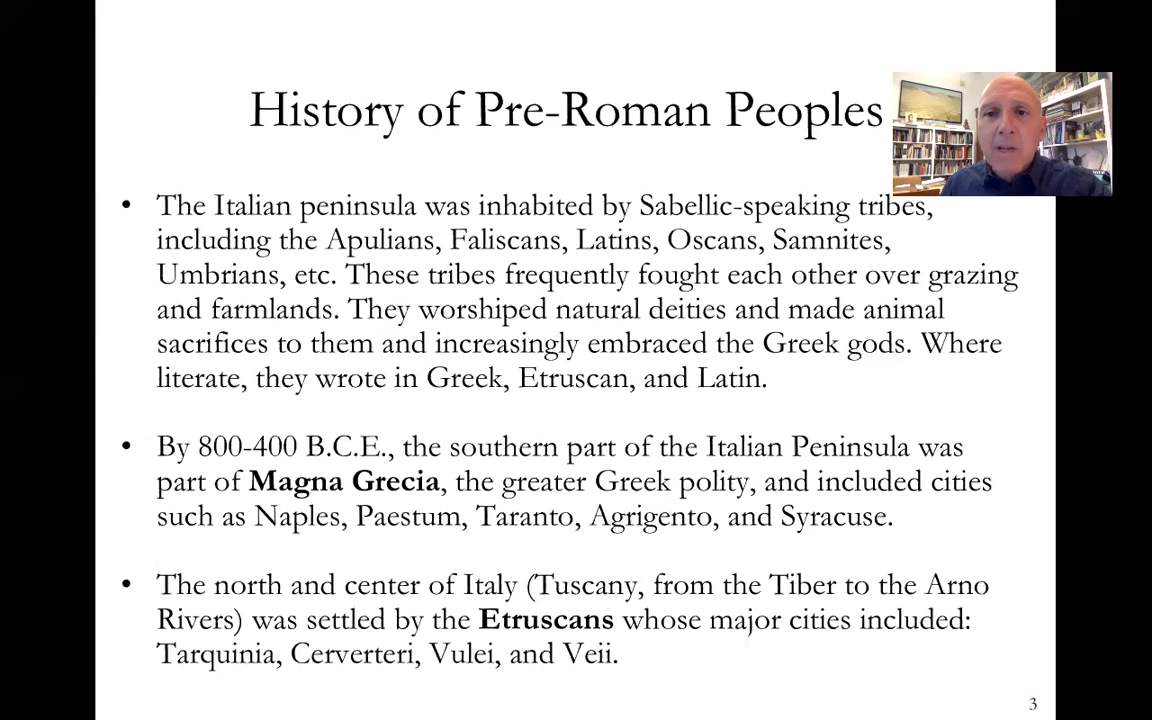 History of Pre-Roman Peoples
• The Italian peninsula was inhabited by Sabellic-speaking tribes,
including the Apulians, Faliscans, Latins, Oscans, Samnites,
Umbrians, etc. These tribes frequently fought each other over grazing
and farmlands. They worshiped natural deities and made animal
sacrifices to them and increasingly embraced the Greek gods. Where
literate, they wrote in Greek, Etruscan, and Latin.
• By 800-400 B.C.E., the southern part of the Italian Peninsula was
part of Magna Grecia, the greater Greek polity, and included cities
such as Naples, Paestum, Taranto, Agrigento, and Syracuse.
• The north and center of Italy (Tuscany, from the Tiber to the Arno
Rivers) was settled by the Etruscans whose major cities included:
Tarquinia, Cerverteri, Vulei, and Veii.
3